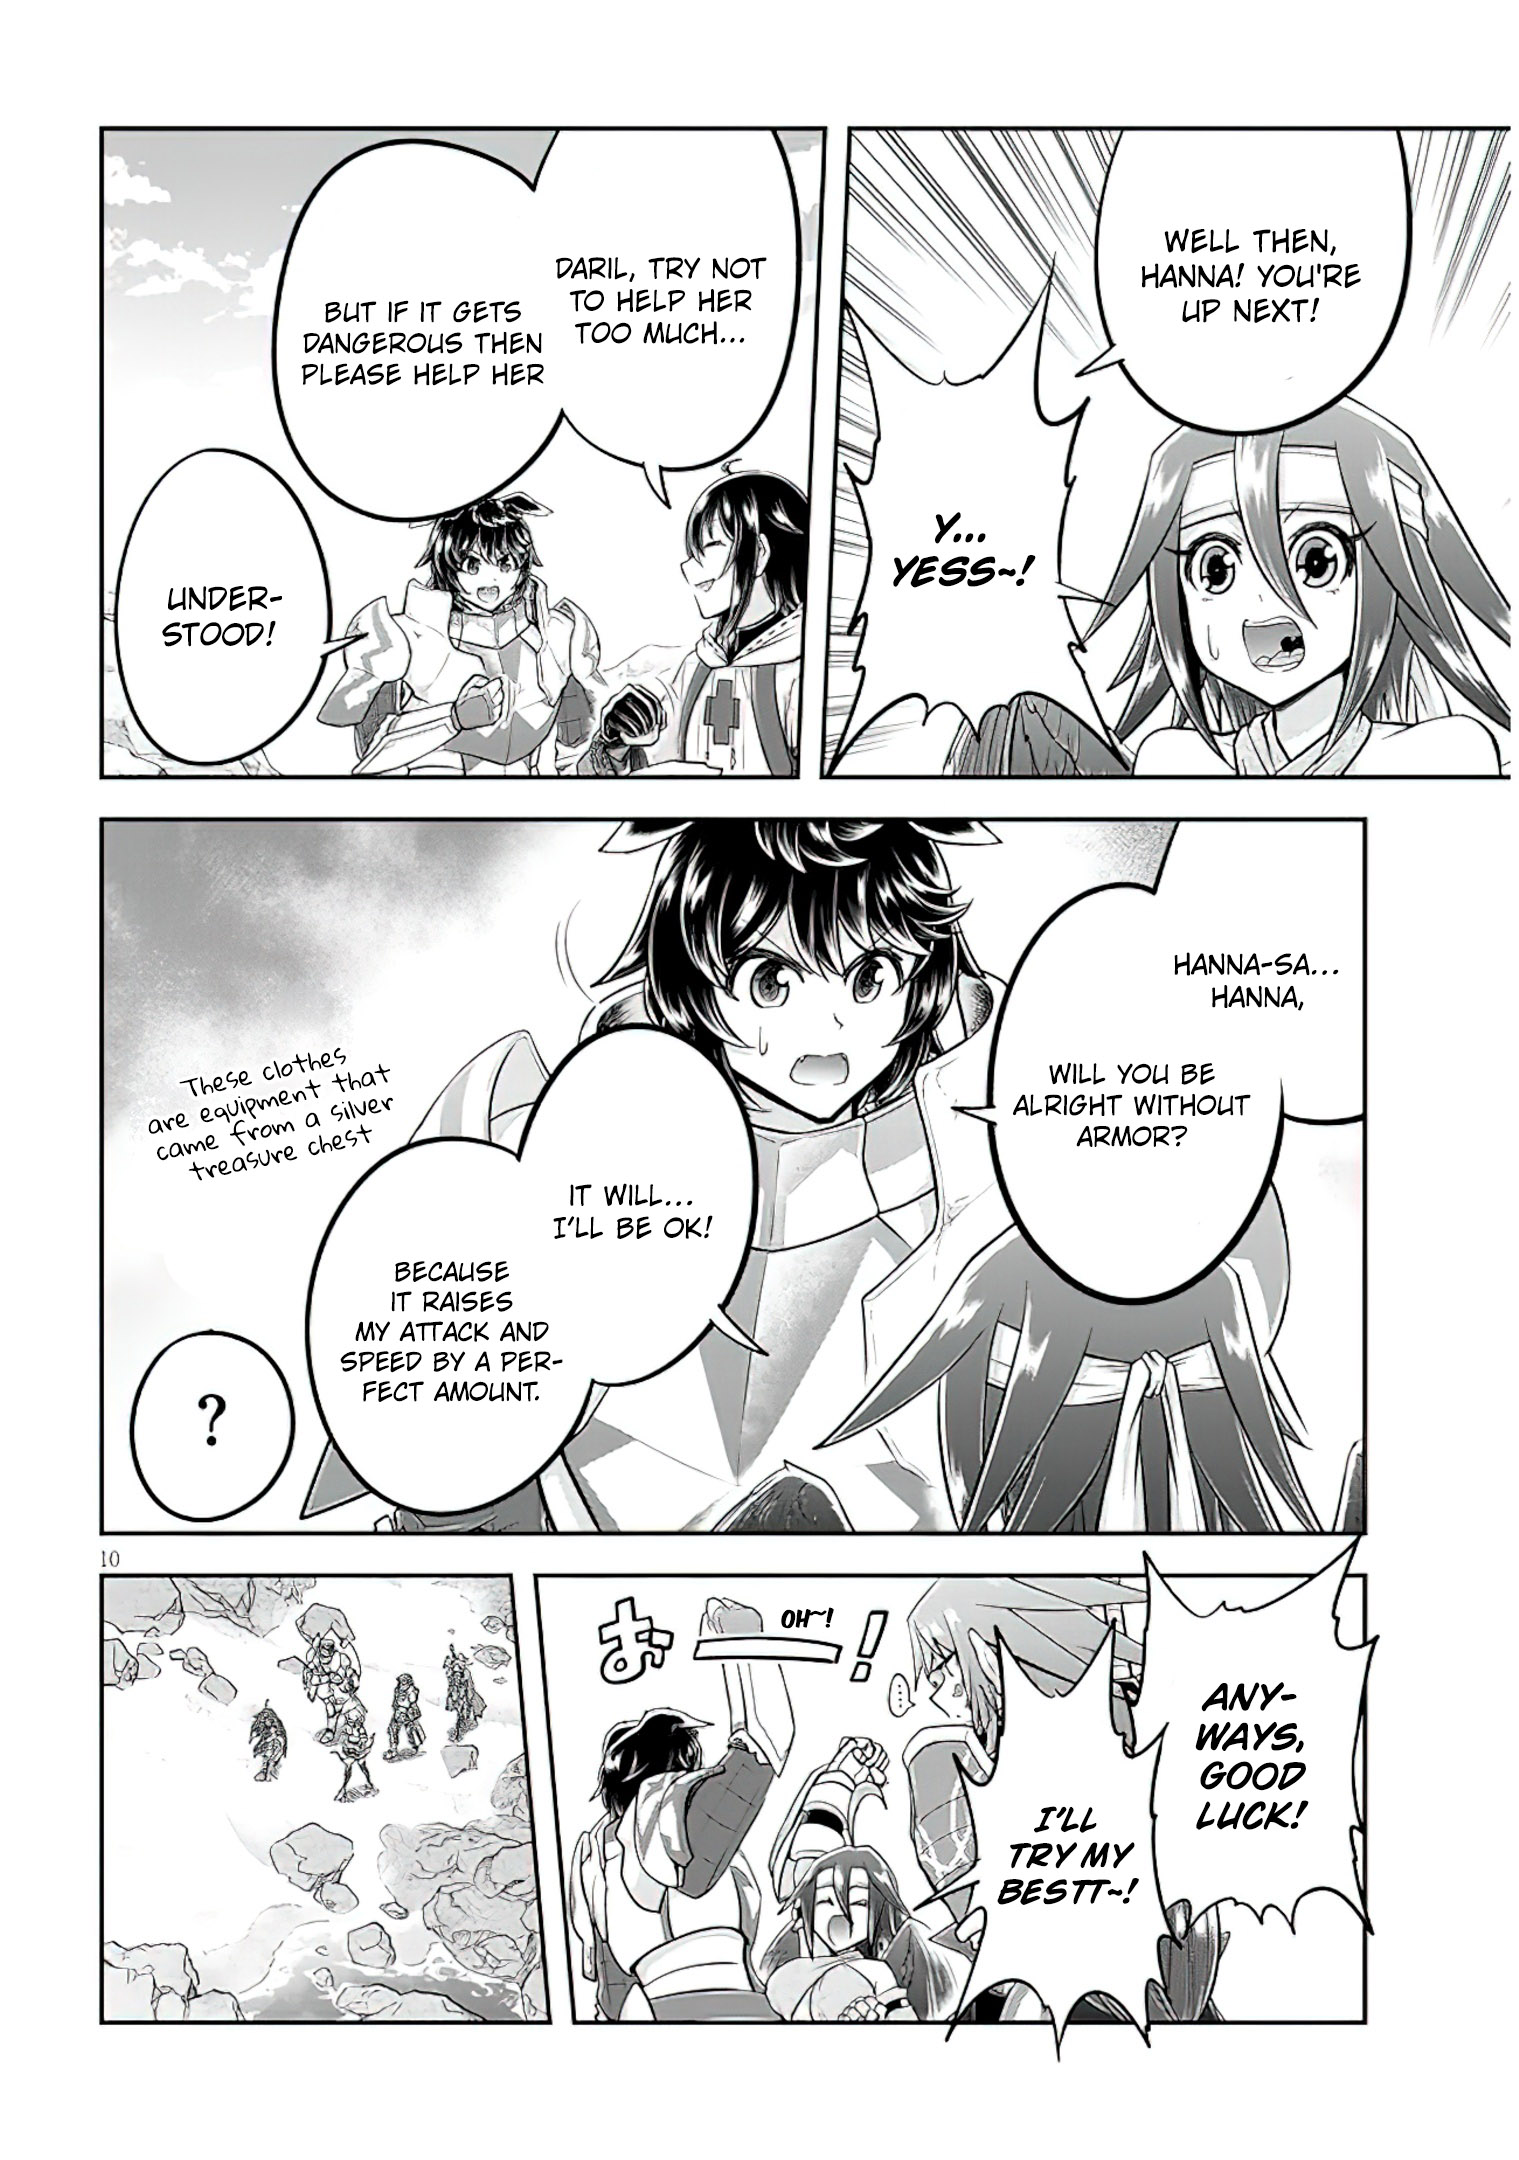 WELL THEN,
HANNA! YOU'RE
UP NEXT!
Y...
YESS~!
DARIL, TRY NOT
TO HELP HER
TOO MUCH...
BUT IF IT GETS
DANGEROUS THEN
PLEASE HELP HER
UNDER-
STOOD!
HANNA-SA...
HANNA,
WILL YOU BE
ALRIGHT WITHOUT
ARMOR?
IT WILL...
I'LL BE OK!
BECAUSE
IT RAISES
MY ATTACK AND
SPEED BY A PER-
FECT AMOUNT.
These clothes
are equipment that
came from a silver
treasure chest
?
10
ANY-
WAYS,
GOOD
LUCK!
I'LL
TRY MY
BESTT~!
....
OH~!
おー!